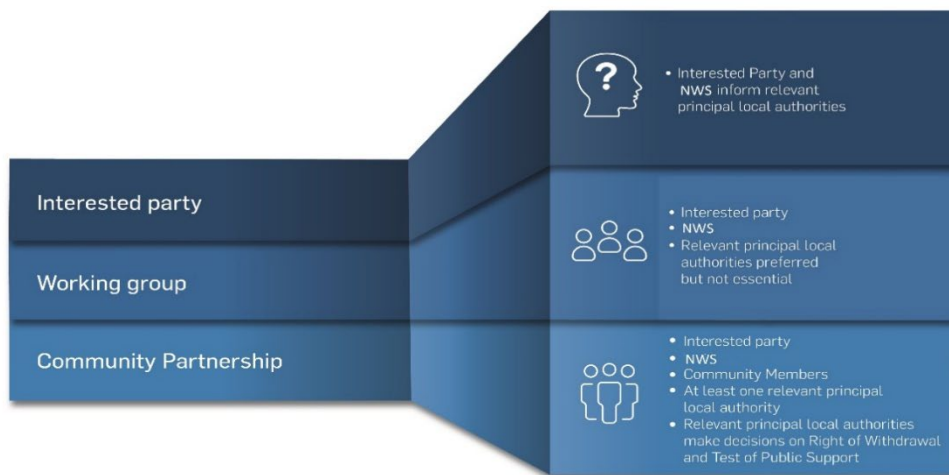 ?
Interested party
• Interested Party and
NWS inform relevant
principal local authorities
Working group
• Interested party
• NWS
• Relevant principal local
authorities preferred
but not essential
Community Partnership
• Interested party
• NWS
• Community Members
• At least one relevant principal
local authority
• Relevant principal local authorities
make decisions on Right of Withdrawal
and Test of Public Support